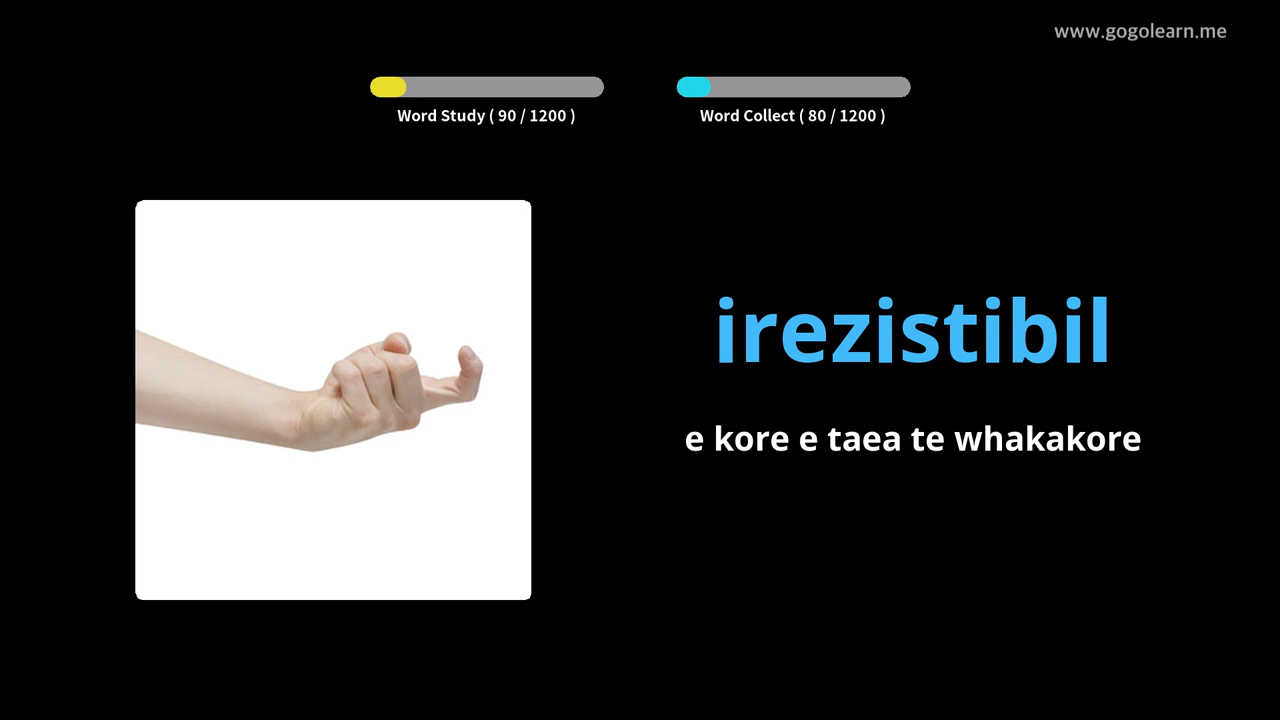 www.gogolearn.me
Word Study ( 90 / 1200 )
Word Collect ( 80 / 1200 )
irezistibil
e kore e taea te whakakore